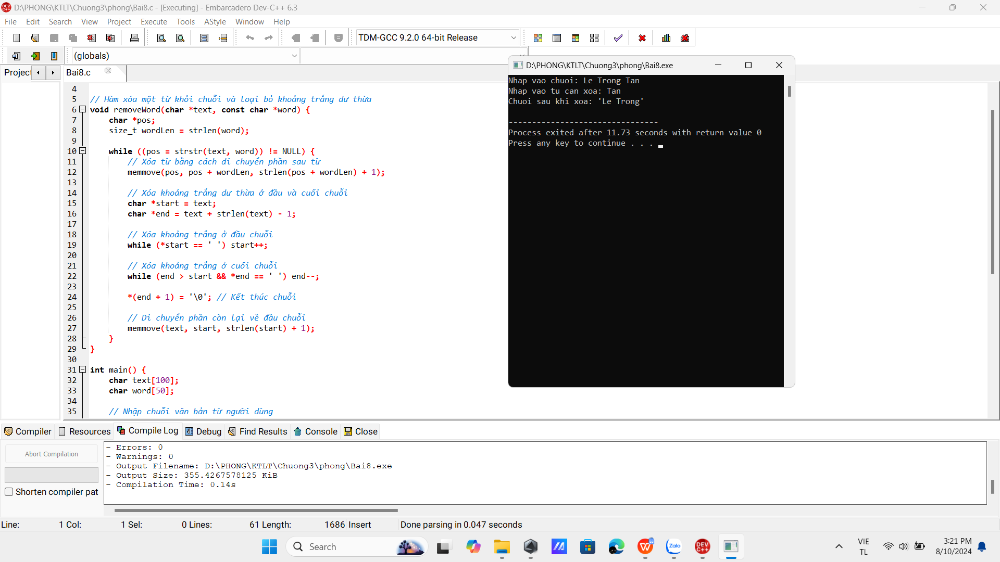 D:\PHONG\KTLT\Chuong3\phong\Bai8.c - [Executing] - Embarcadero Dev-C++ 6.3
File Edit Search View Project Execute Tools AStyle Window Help
TDM-GCC 9.2.0 64-bit Release
(globals)
Projec
Bai8.c
4
5 // Hàm xóa một từ khỏi chuỗi và loại bỏ khoảng trắng dư thừa
6 void removeWord(char *text, const char *word) {
7 char *pos;
8 size_t wordLen = strlen(word);
9
10 while ((pos = strstr(text, word)) != NULL) {
11 // Xóa từ bằng cách di chuyển phần sau từ
12 memmove(pos, pos + wordLen, strlen(pos + wordLen) + 1);
13
14 // Xóa khoảng trắng dư thừa ở đầu và cuối chuỗi
15 char *start = text;
16 char *end = text + strlen(text) - 1;
17
18 // Xóa khoảng trắng ở đầu chuỗi
19 while (*start == ' ') start++;
20
21 // Xóa khoảng trắng ở cuối chuỗi
22 while (end > start && *end == ' ') end--;
23
24 *(end + 1) = '\0'; // Kết thúc chuỗi
25
26 // Di chuyển phần còn lại về đầu chuỗi
27 memmove(text, start, strlen(start) + 1);
28 }
29 }
30
31 int main() {
32 char text[100];
33 char word[50];
34
35 // Nhập chuỗi văn bản từ người dùng
D:\PHONG\KTLT\Chuong3\phong\Bai8.exe
Nhap vao chuoi: Le Trong Tan
Nhap vao tu can xoa: Tan
Chuoi sau khi xoa: 'Le Trong'
--------------------------------
Process exited after 11.73 seconds with return value 0
Press any key to continue . . .
Compiler Resources Compile Log Debug Find Results Console Close
Abort Compilation
Shorten compiler pat
- Errors: 0
- Warnings: 0
- Output Filename: D:\PHONG\KTLT\Chuong3\phong\Bai8.exe
- Output Size: 355.4267578125 KiB
- Compilation Time: 0.14s
Line: 1 Col: 1 Sel: 0 Lines: 61 Length: 1686 Insert Done parsing in 0.047 seconds
Search
Zalo
DEV C++
VIE
TL
3:21 PM
8/10/2024